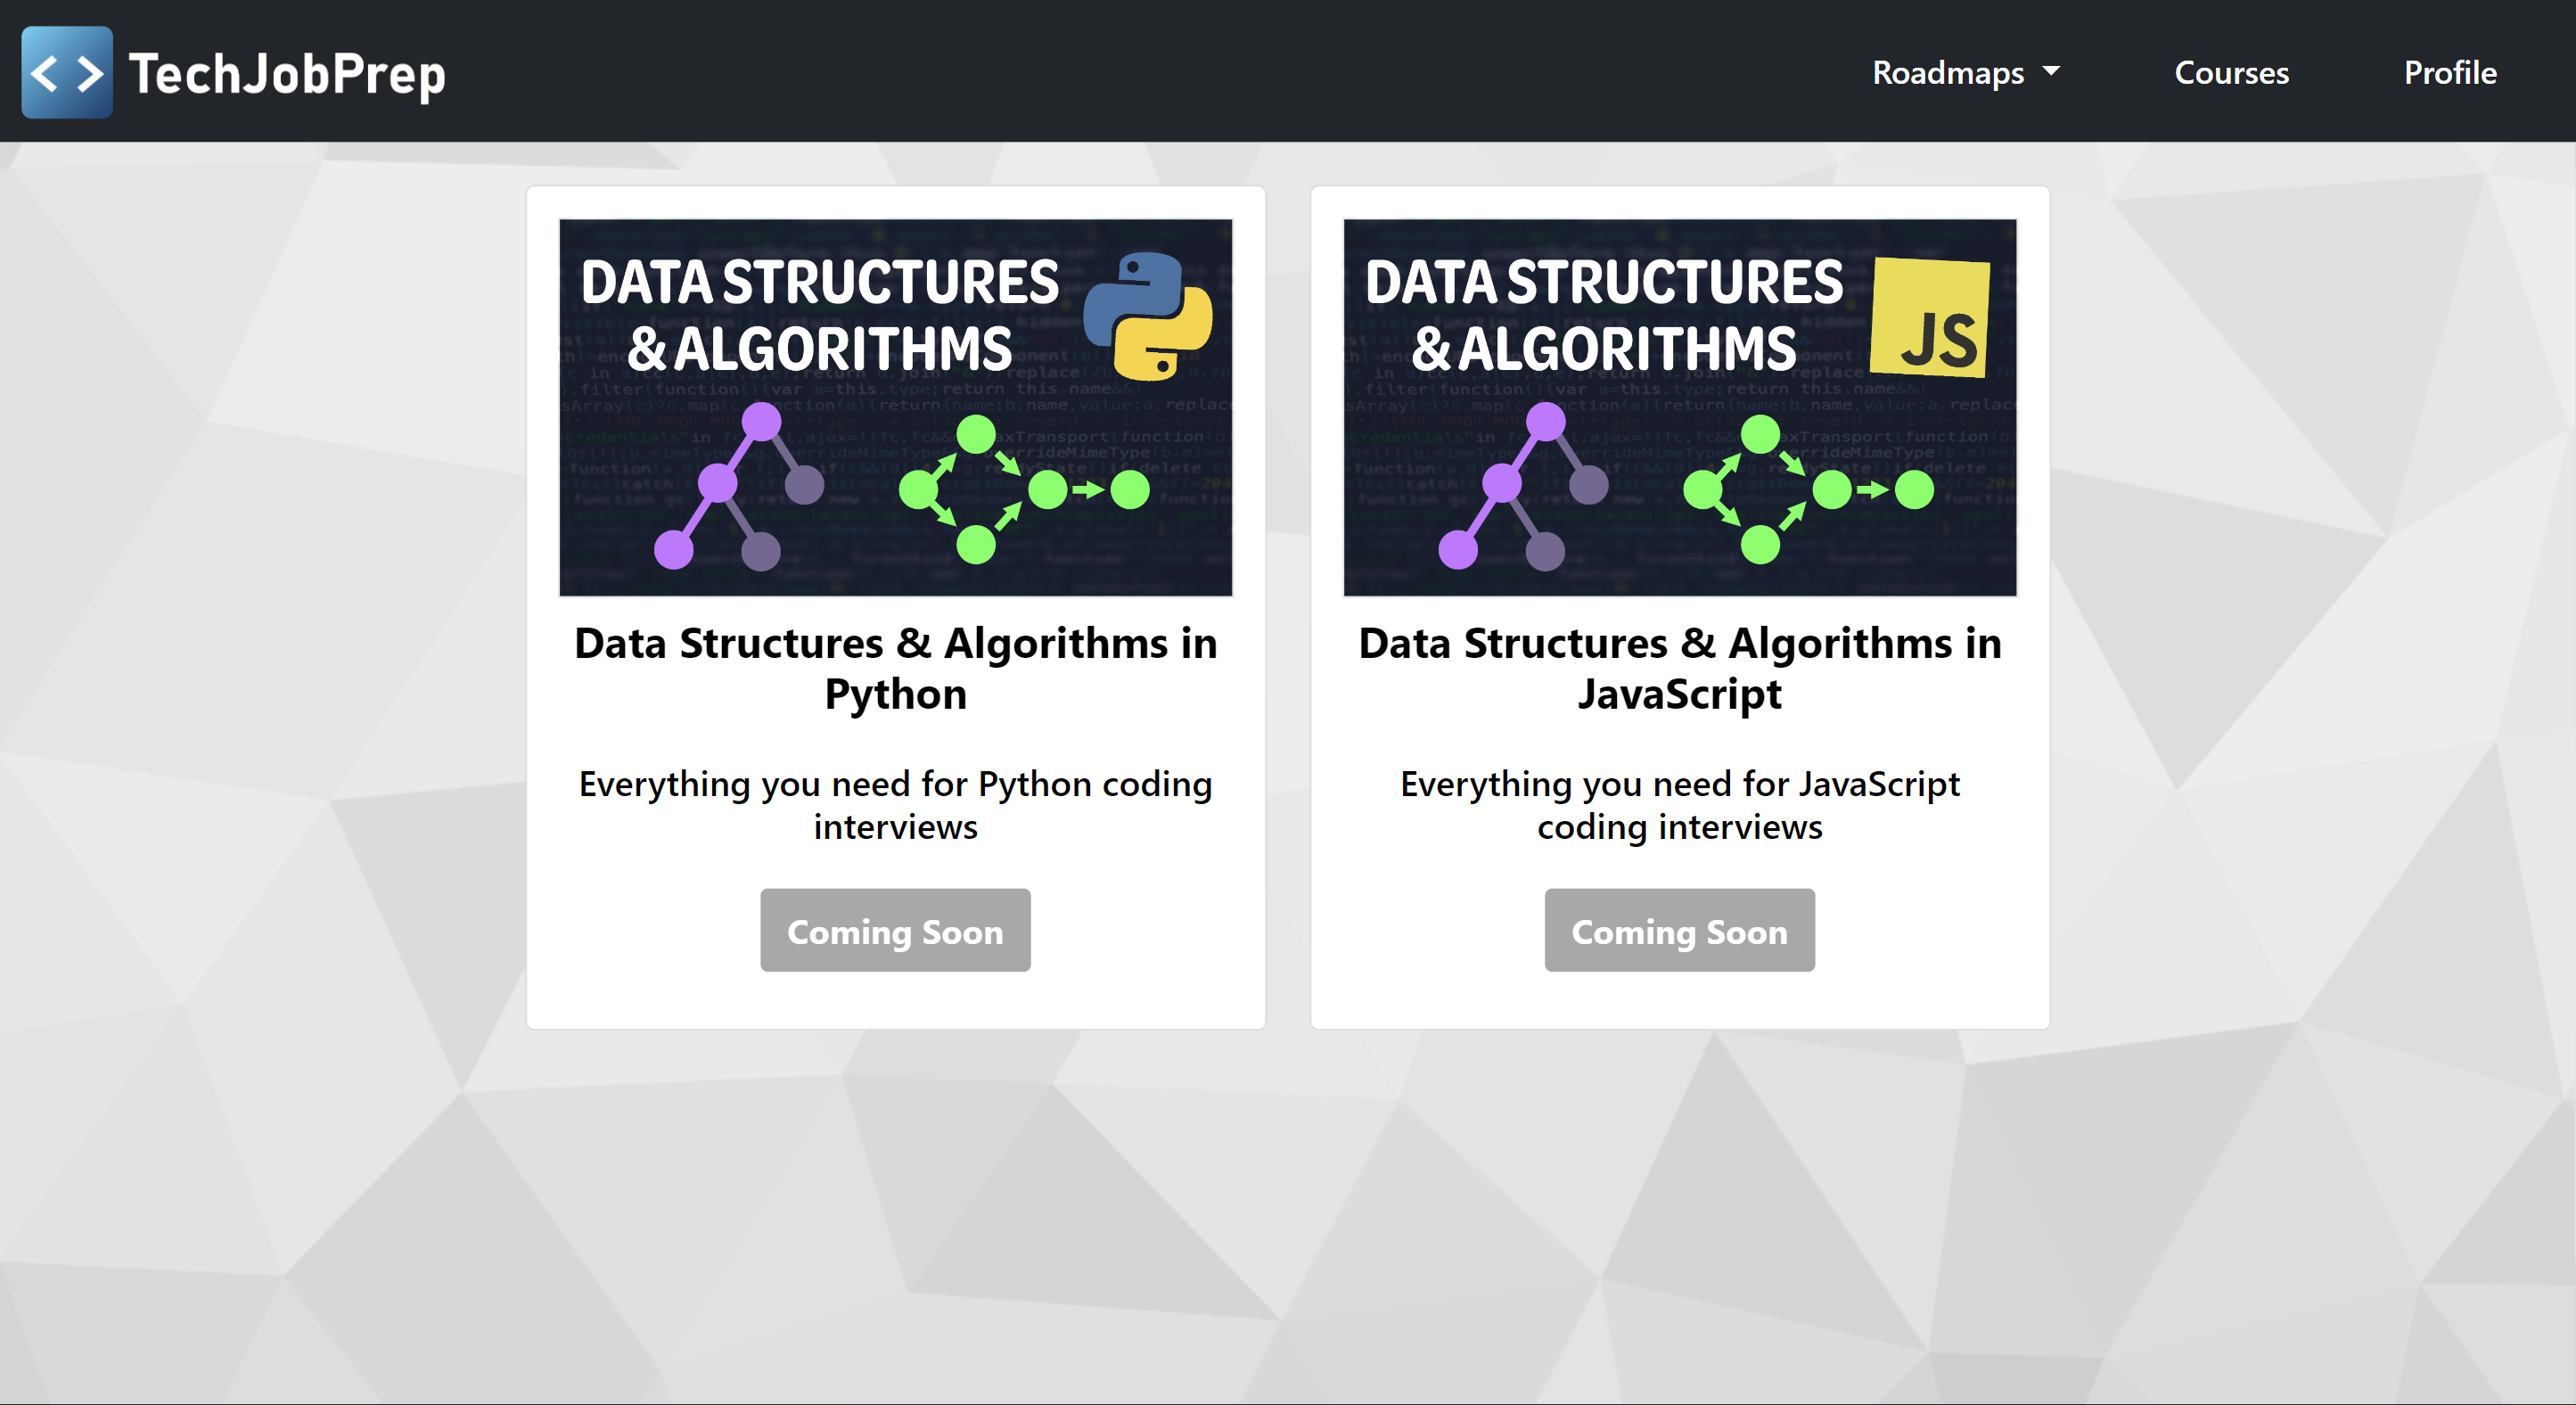 TechJobPrep
Roadmaps
Courses
Profile
DATA STRUCTURES
& ALGORITHMS
Data Structures & Algorithms in
Python
Everything you need for Python coding
interviews
Coming Soon
DATA STRUCTURES
& ALGORITHMS
JS
Data Structures & Algorithms in
JavaScript
Everything you need for JavaScript
coding interviews
Coming Soon